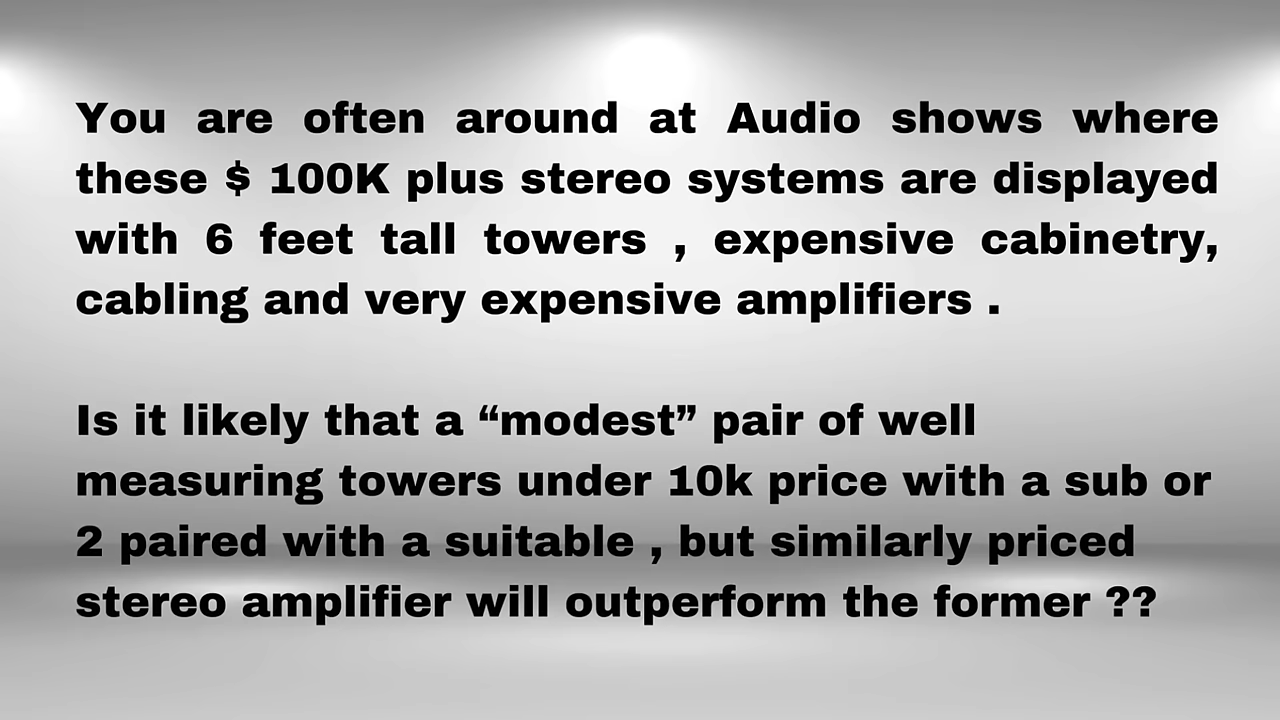 You are often around at Audio shows where
these $ 100K plus stereo systems are displayed
with 6 feet tall towers , expensive cabinetry,
cabling and very expensive amplifiers .
Is it likely that a “modest” pair of well
measuring towers under 10k price with a sub or
2 paired with a suitable , but similarly priced
stereo amplifier will outperform the former ??